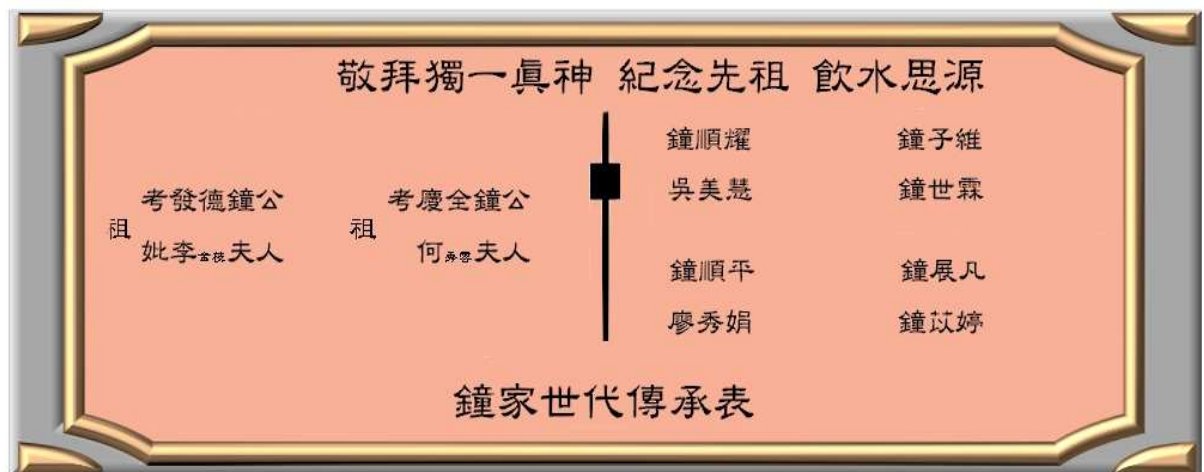 敬拜獨一眞神 紀念先祖 飲水思源
祖
考發德鐘公
妣李夫人
祖
考慶全鐘公
何夫人
鐘順耀
吳美慧
鐘順平
廖秀娟
鐘子維
鐘世霖
鐘展凡
鐘苡婷
鐘家世代傳承表